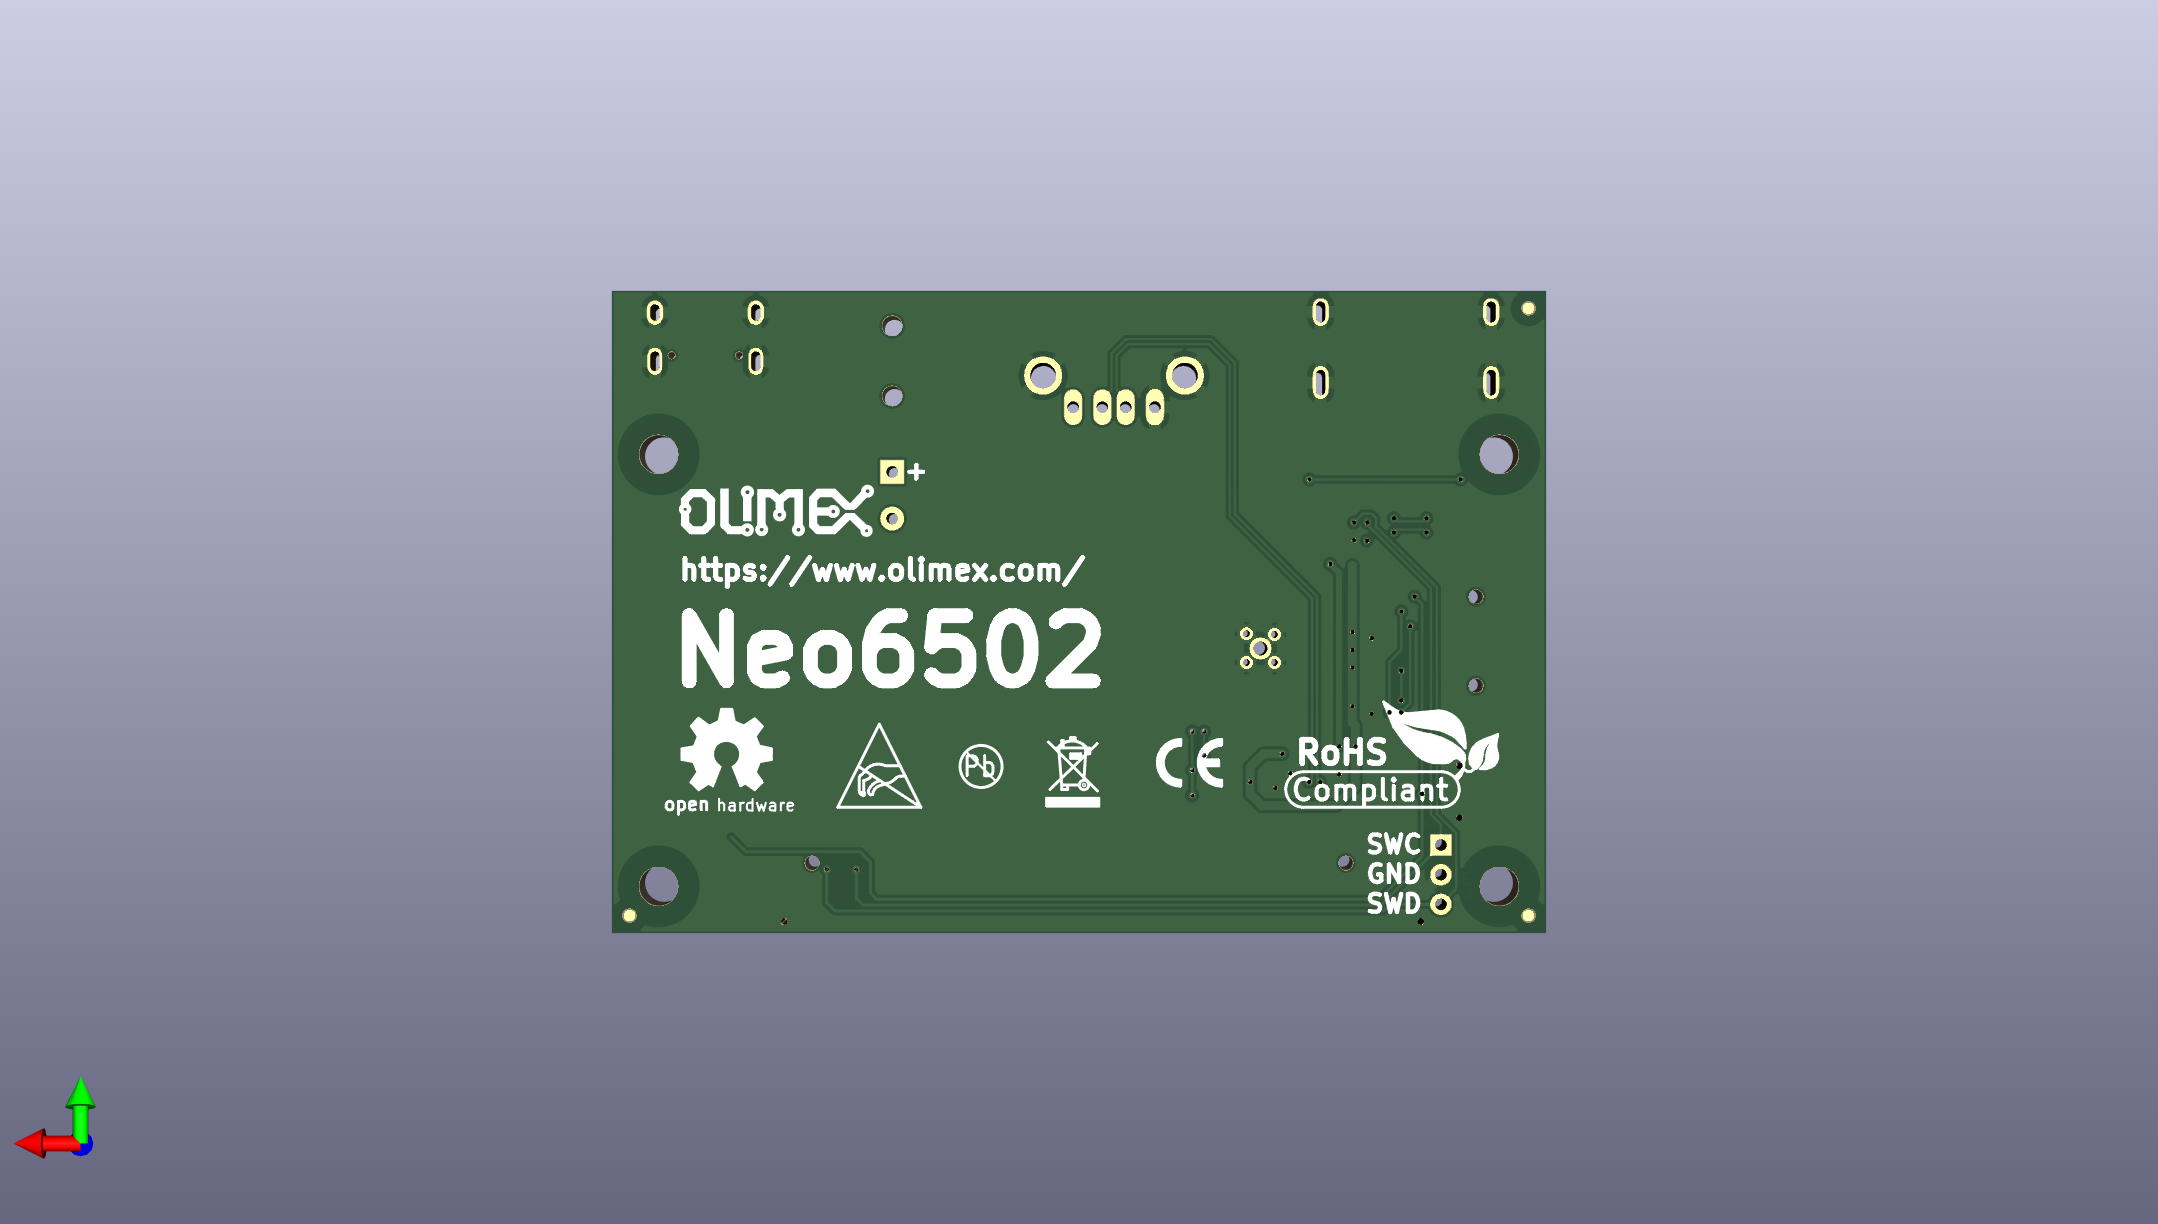 +
OLIMEX
https://www.olimex.com/
Neo6502
open hardware
Pb
CE
RoHS
Compliant
SWC
GND
SWD